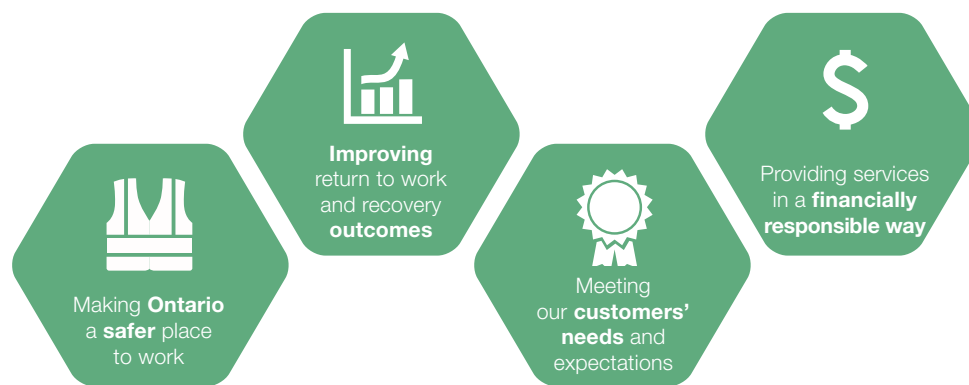 Making Ontario
a safer place
to work
Improving
return to work
and recovery
outcomes
Meeting
our customers’
needs and
expectations
$
Providing services
in a financially
responsible way